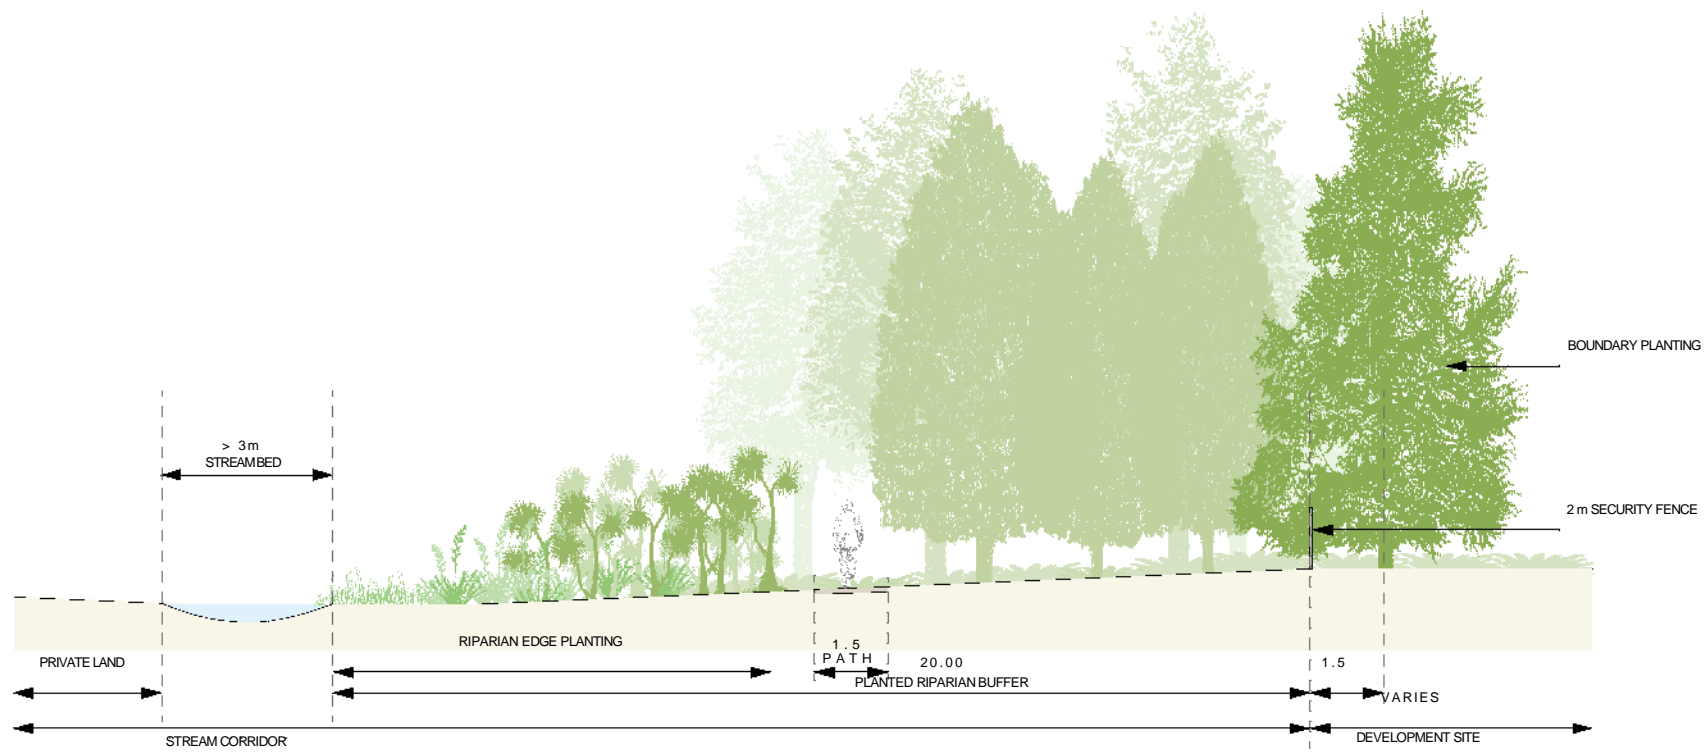 BOUNDARY PLANTING
> 3m
STREAMBED
2 m SECURITY FENCE
RIPARIAN EDGE PLANTING
1.5
PATH
20.00
PRIVATE LAND
1.5
PLANTED RIPARIAN BUFFER
VARIES
STREAM CORRIDOR
DEVELOPMENT SITE